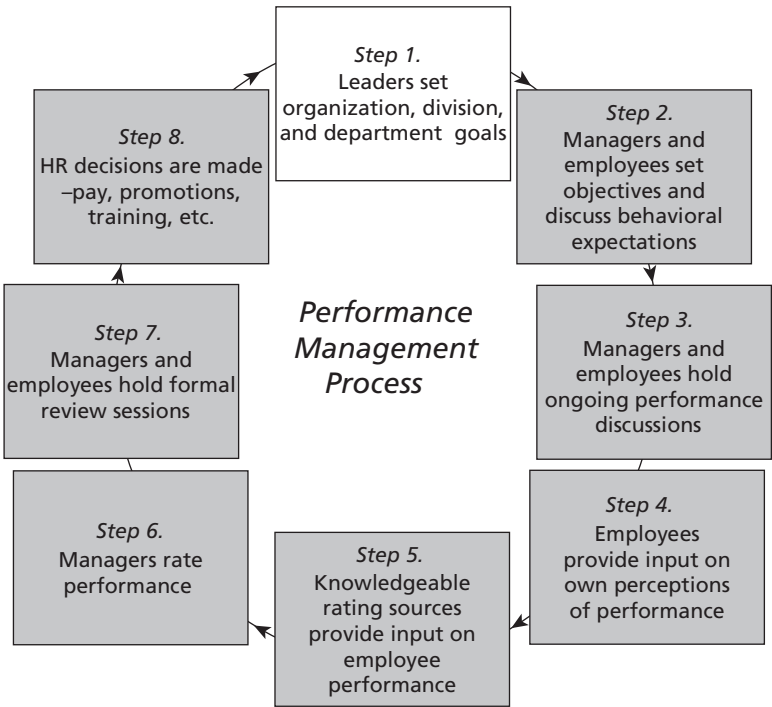 Step 1.
Leaders set
organization, division,
and department goals
Step 2.
Managers and
employees set
objectives and
discuss behavioral
expectations
Step 3.
Managers and
employees hold
ongoing performance
discussions
Step 4.
Employees
provide input on
own perceptions
of performance
Step 5.
Knowledgeable
rating sources
provide input on
employee
performance
Step 6.
Managers rate
performance
Step 7.
Managers and
employees hold formal
review sessions
Step 8.
HR decisions are made
–pay, promotions,
training, etc.
Performance
Management
Process